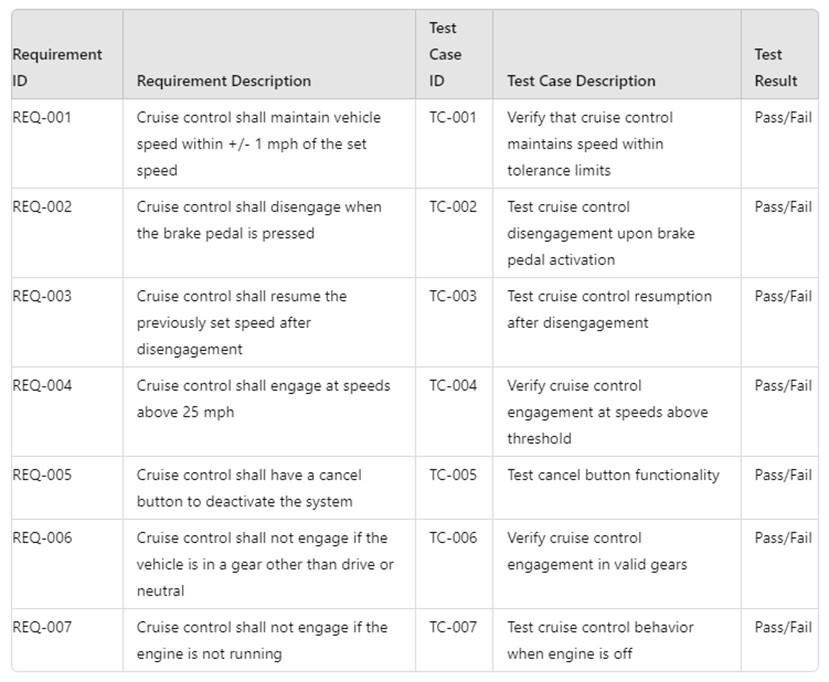 Requirement ID Requirement Description Test Case ID Test Case Description Test Result
REQ-001 Cruise control shall maintain vehicle speed within +/- 1 mph of the set speed TC-001 Verify that cruise control maintains speed within tolerance limits Pass/Fail
REQ-002 Cruise control shall disengage when the brake pedal is pressed TC-002 Test cruise control disengagement upon brake pedal activation Pass/Fail
REQ-003 Cruise control shall resume the previously set speed after disengagement TC-003 Test cruise control resumption after disengagement Pass/Fail
REQ-004 Cruise control shall engage at speeds above 25 mph TC-004 Verify cruise control engagement at speeds above threshold Pass/Fail
REQ-005 Cruise control shall have a cancel button to deactivate the system TC-005 Test cancel button functionality Pass/Fail
REQ-006 Cruise control shall not engage if the vehicle is in a gear other than drive or neutral TC-006 Verify cruise control engagement in valid gears Pass/Fail
REQ-007 Cruise control shall not engage if the engine is not running TC-007 Test cruise control behavior when engine is off Pass/Fail